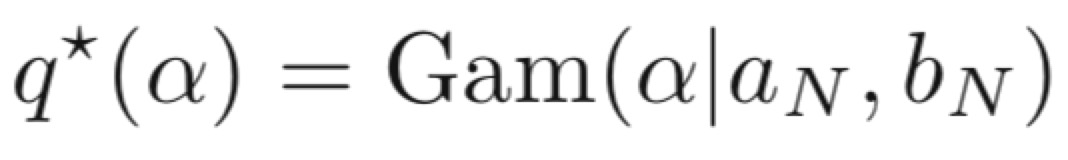 q⋆(α) = Gam(α|a_N, b_N)